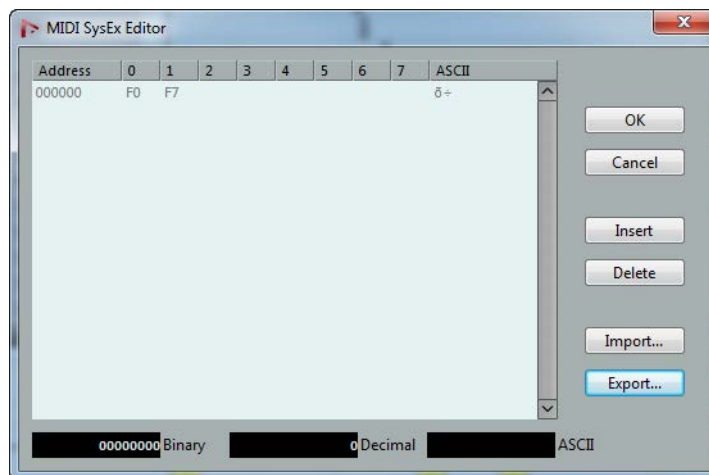 MIDI SysEx Editor
Address 0 1 2 3 4 5 6 7 ASCII
000000 F0 F7 ð÷
OK
Cancel
Insert
Delete
Import...
Export...
00000000 Binary 0 Decimal ASCII